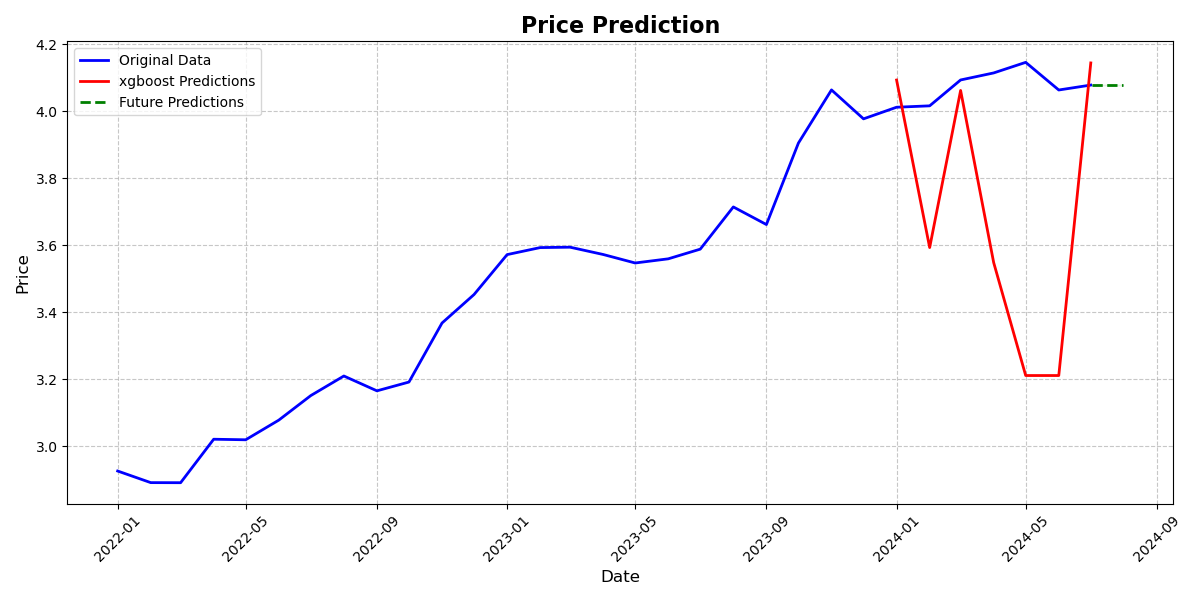 Price Prediction
Original Data
xgboost Predictions
Future Predictions
Price
4.2
4.0
3.8
3.6
3.4
3.2
3.0
2022-01
2022-05
2022-09
2023-01
2023-05
2023-09
2024-01
2024-05
2024-09
Date